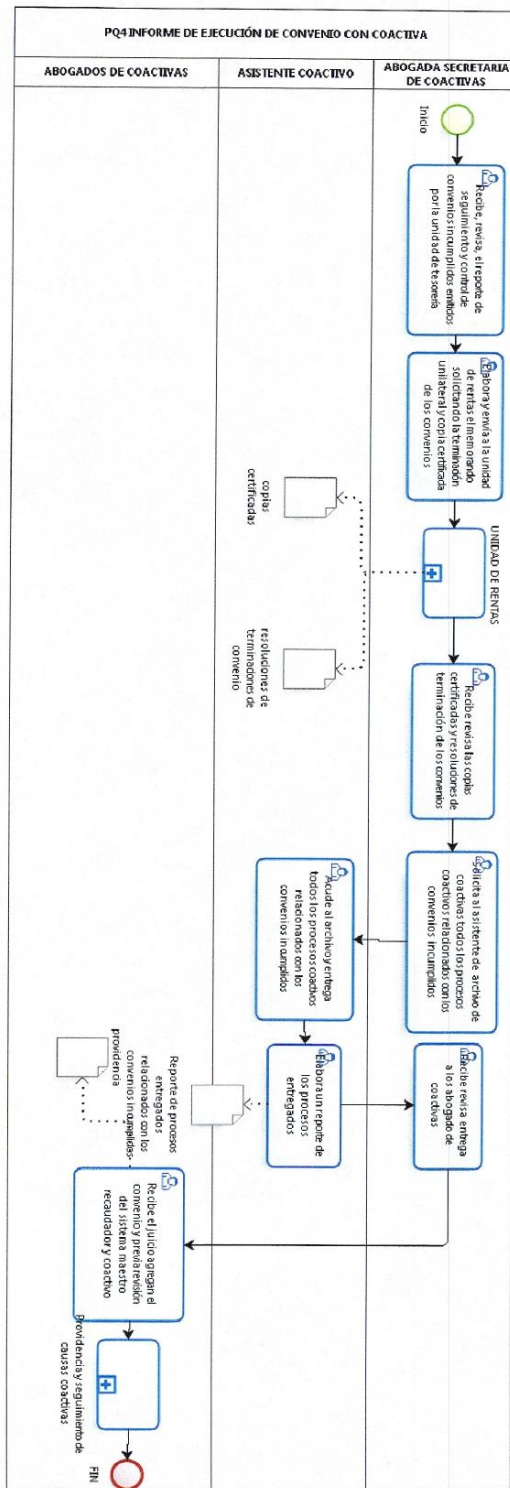 PQ4 INFORME DE EJECUCIÓN DE CONVENIO CON COACTIVA
ABOGADOS DE COACTIVAS
ASISTENTE COACTIVO
ABOGADA SECRETARIA
DE COACTIVAS
Inicio
Recibe, revisa, el reporte de
seguimiento y control de
convenios incumplidos emitidos
por la unidad de tesorería
Elabora y envía a la unidad
de rentas el memorando
solicitando la terminación
unilateral y copia certificada
de los convenios
UNIDAD DE RENTAS
copias
certificadas
resoluciones de
terminaciones de
convenio
Recibe revisa las copias
certificadas y resoluciones de
terminación de los convenios
Solicita al asistente de archivo de
coactivas todos los procesos
coactivos relacionados con los
convenios incumplidos
Acude al archivo y entrega
todos los procesos coactivos
relacionados con los
convenios incumplidos
Elabora un reporte de
los procesos
entregados
Recibe revisa entrega
a los abogado de
coactivas
Reporte de procesos
entregados
relacionados con los
convenios incumplidas
providencia
Recibe el juicio agregan el
convenio y previa revisión
del sistema maestro
recaudador y coactivo
Providencia y seguimiento de
causas coactivas
FIN